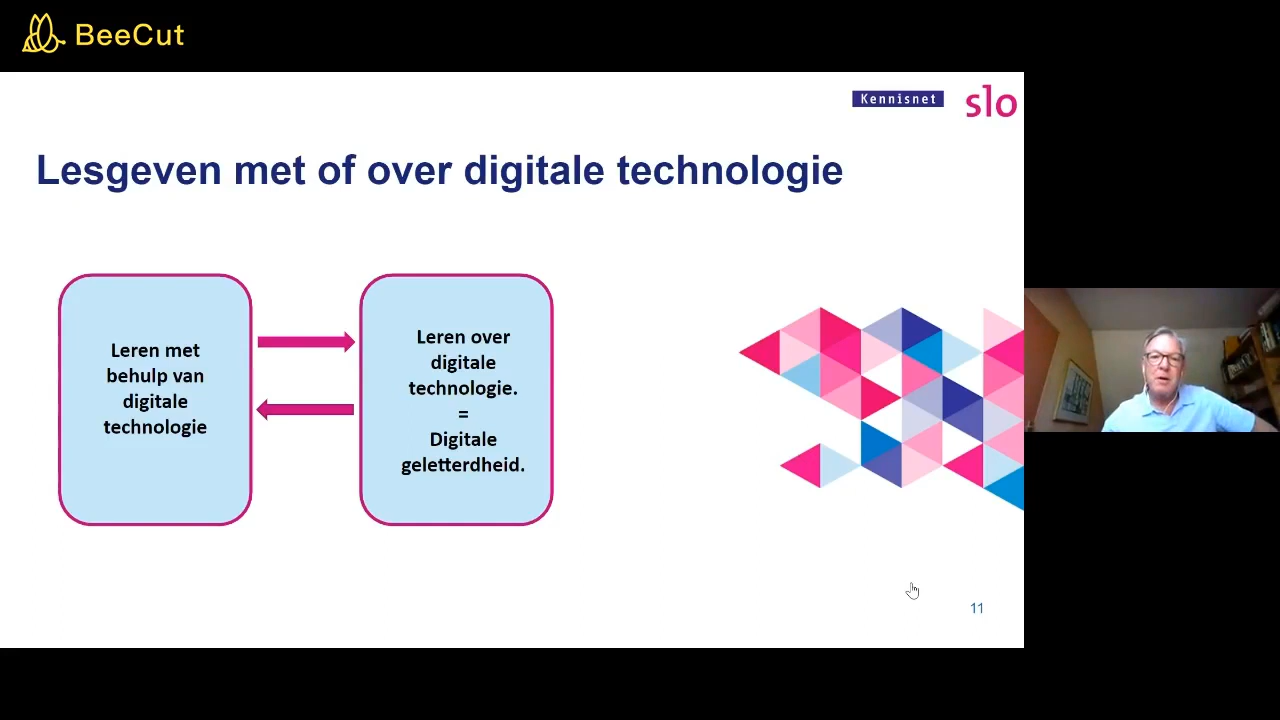 BeeCut
Kennisnet
slo
Lesgeven met of over digitale technologie
Leren met
behulp van
digitale
technologie
Leren over
digitale
technologie.
=
Digitale
geletterdheid.
11